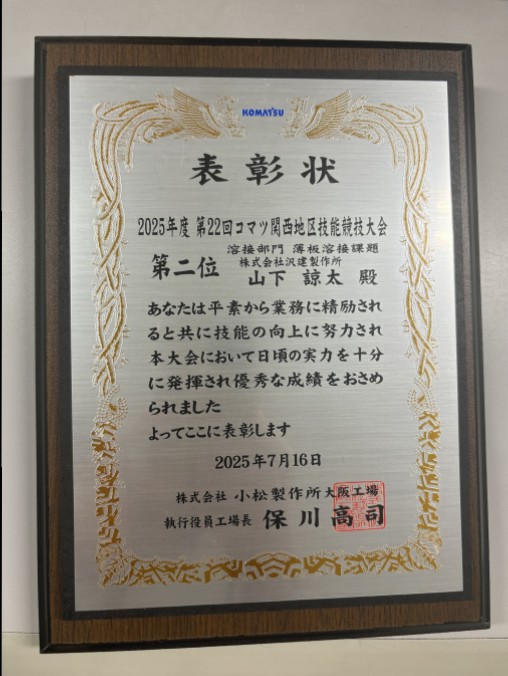 KOMATSU
表彰状
2025年度 第22回コマツ関西地区技能競技大会
溶接部門 薄板溶接課題
第二位 株式会社沢建製作所
山下 諒太 殿
あなたは平素から業務に精励され
ると共に技能の向上に努力され
本大会において日頃の実力を十分
に発揮され優秀な成績をおさめ
られました
よってここに表彰します
2025年7月16日
株式会社 小松製作所大阪工場
執行役員工場長 保川高司